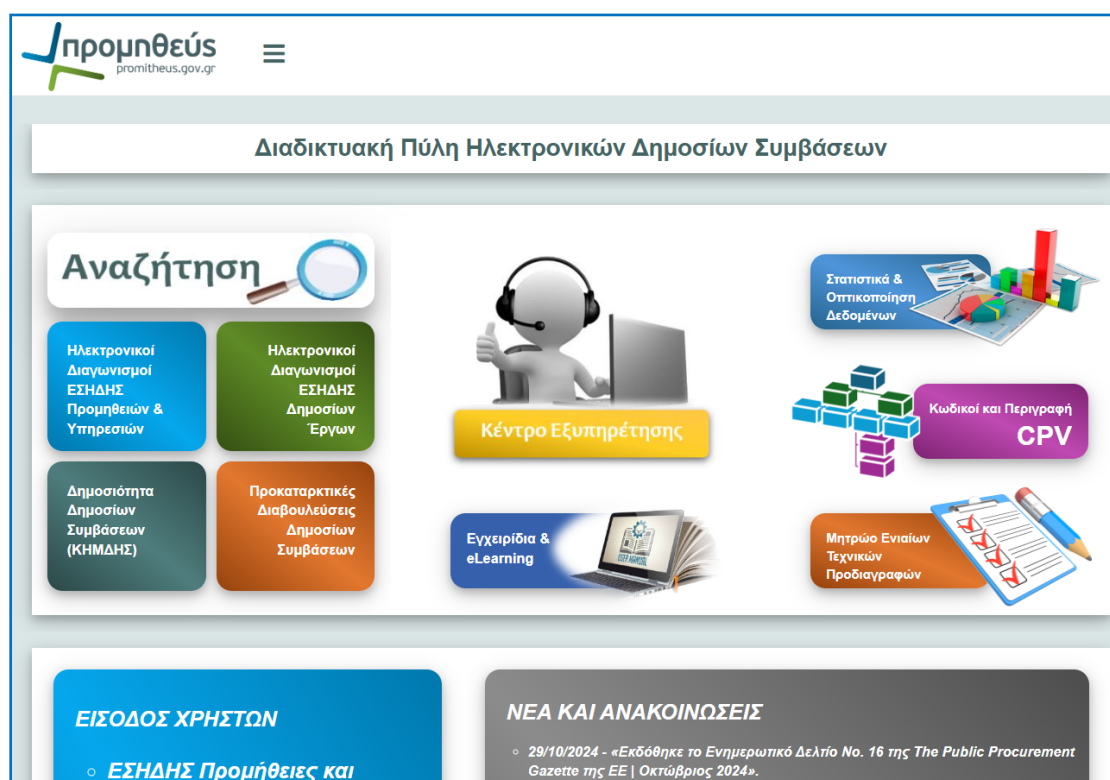 προμηθεύς
promitheus.gov.gr
Διαδικτυακή Πύλη Ηλεκτρονικών Δημοσίων Συμβάσεων
Αναζήτηση
Ηλεκτρονικοί
Διαγωνισμοί
ΕΣΗΔΗΣ
Προμηθειών &
Υπηρεσιών
Ηλεκτρονικοί
Διαγωνισμοί
ΕΣΗΔΗΣ
Δημοσίων
Έργων
Δημοσιότητα
Δημοσίων
Συμβάσεων
(ΚΗΜΔΗΣ)
Προκαταρκτικές
Διαβουλεύσεις
Δημοσίων
Συμβάσεων
Κέντρο Εξυπηρέτησης
Εγχειρίδια &
eLearning
USER MANUAL
Στατιστικά &
Οπτικοποίηση
Δεδομένων
Κωδικοί και Περιγραφή
CPV
Μητρώο Ενιαίων
Τεχνικών
Προδιαγραφών
ΕΙΣΟΔΟΣ ΧΡΗΣΤΩΝ
ΕΣΗΔΗΣ Προμήθειες και
ΝΕΑ ΚΑΙ ΑΝΑΚΟΙΝΩΣΕΙΣ
29/10/2024 - «Εκδόθηκε το Ενημερωτικό Δελτίο No. 16 της The Public Procurement
Gazette της ΕΕ | Οκτώβριος 2024».